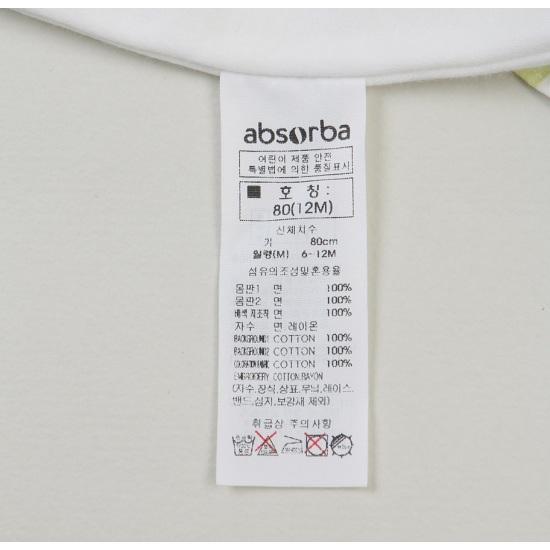 absorba
어린이 제품 안전
특별법에 의한 품질표시
■ 호 칭 :
80(12M)
신체치수
키 80cm
월령(M) 6-12M
섬유의조성및혼용율
몸판1 면 100%
몸판2 면 100%
배색 지조직 면 100%
자수 면.레이온
BACKGROUND1 COTTON 100%
BACKGROUND2 COTTON 100%
COTTON 100%
EMBROIDERY COTTON.RAYON
(자수,장식,상표,무늬,레이스,
밴드,심지,보강새 제외)
취급상 주의사항